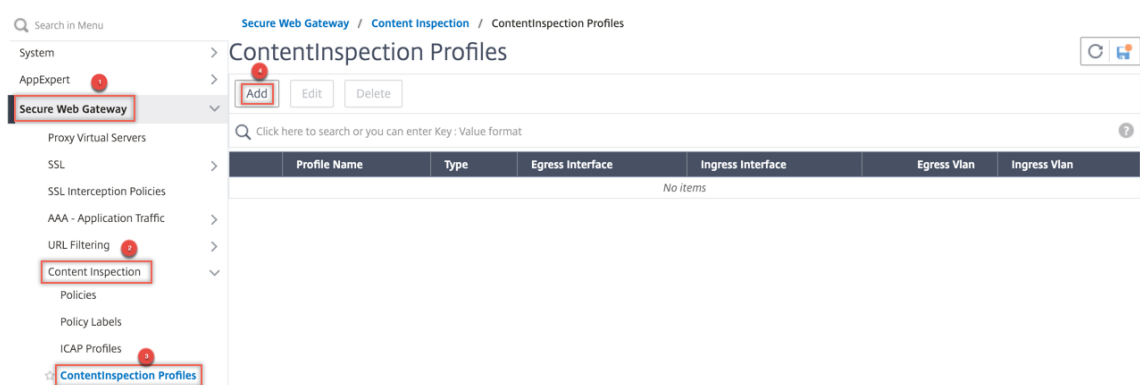 Search in Menu
System
AppExpert
1
Secure Web Gateway
Proxy Virtual Servers
SSL
SSL Interception Policies
AAA - Application Traffic
URL Filtering
2
Content Inspection
Policies
Policy Labels
ICAP Profiles
3
ContentInspection Profiles
Secure Web Gateway / Content Inspection / ContentInspection Profiles
ContentInspection Profiles
4
Add Edit Delete
Click here to search or you can enter Key : Value format
?
Profile Name Type Egress Interface Ingress Interface Egress Vlan Ingress Vlan
No items